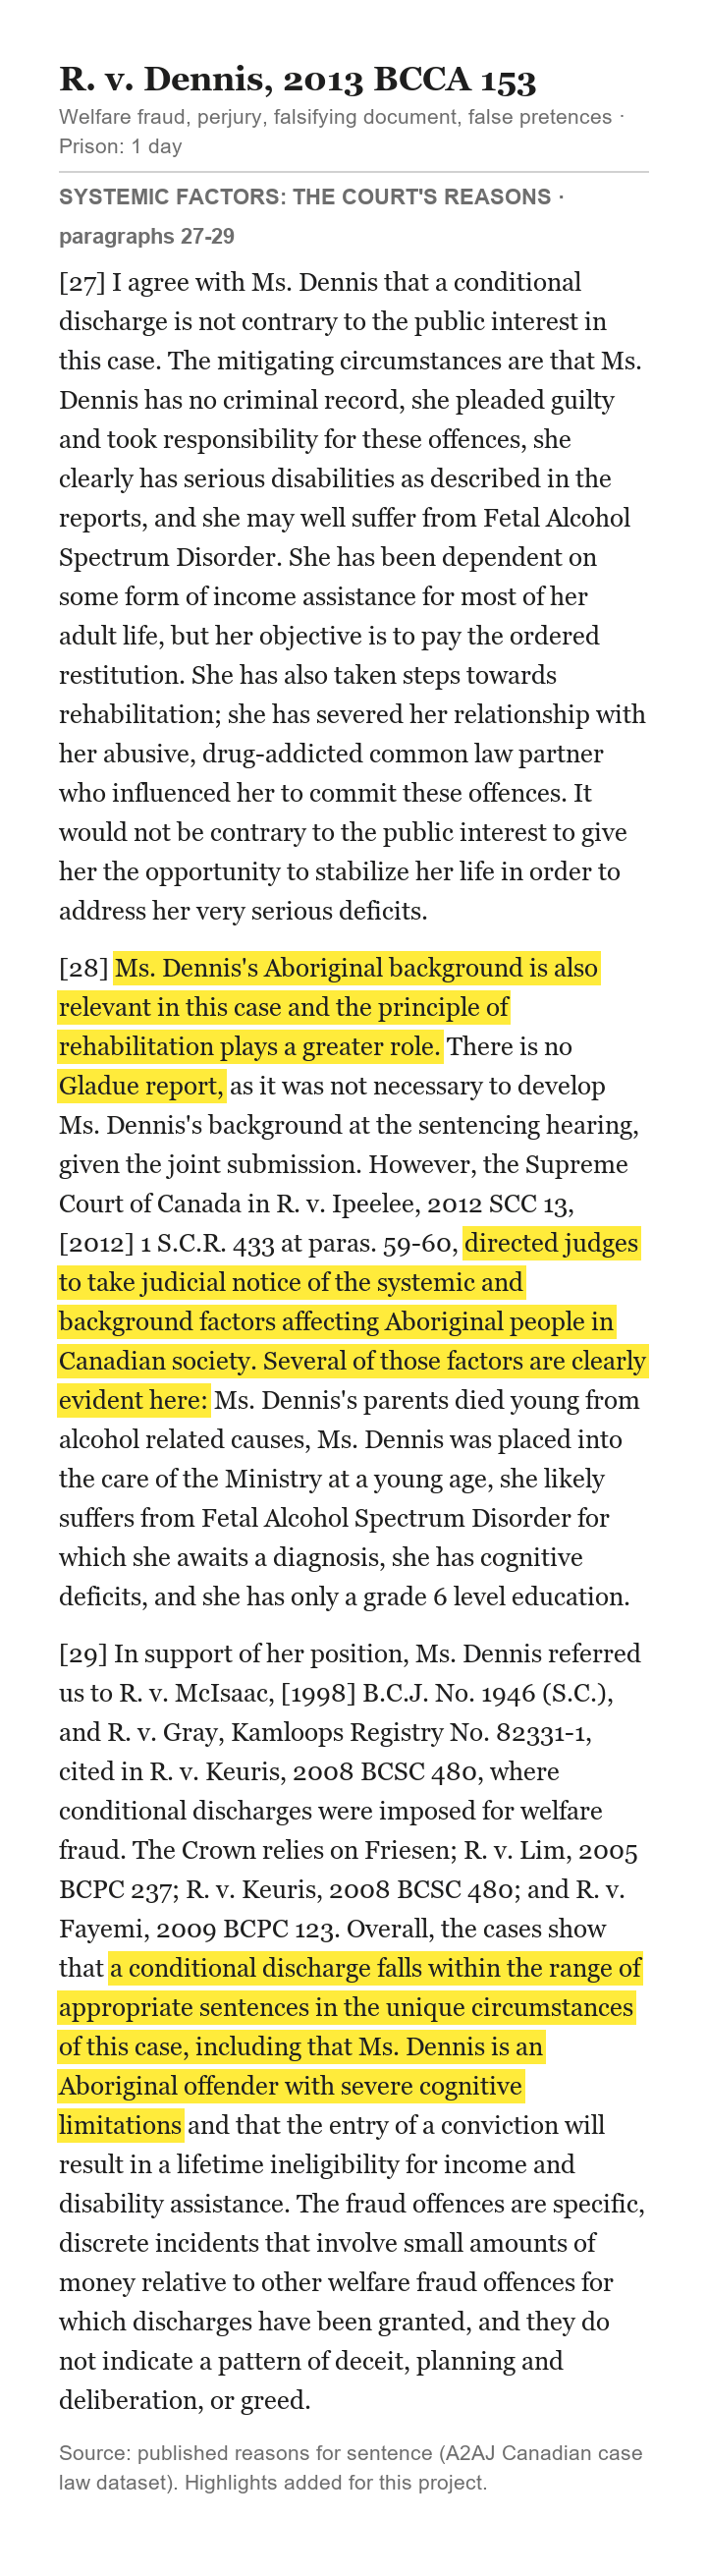 R. v. Dennis, 2013 BCCA 153
Welfare fraud, perjury, falsifying document, false pretences ·
Prison: 1 day
SYSTEMIC FACTORS: THE COURT'S REASONS ·
paragraphs 27-29
[27] I agree with Ms. Dennis that a conditional
discharge is not contrary to the public interest in
this case. The mitigating circumstances are that Ms.
Dennis has no criminal record, she pleaded guilty
and took responsibility for these offences, she
clearly has serious disabilities as described in the
reports, and she may well suffer from Fetal Alcohol
Spectrum Disorder. She has been dependent on
some form of income assistance for most of her
adult life, but her objective is to pay the ordered
restitution. She has also taken steps towards
rehabilitation; she has severed her relationship with
her abusive, drug-addicted common law partner
who influenced her to commit these offences. It
would not be contrary to the public interest to give
her the opportunity to stabilize her life in order to
address her very serious deficits.
[28] Ms. Dennis's Aboriginal background is also
relevant in this case and the principle of
rehabilitation plays a greater role. There is no
Gladue report, as it was not necessary to develop
Ms. Dennis's background at the sentencing hearing,
given the joint submission. However, the Supreme
Court of Canada in R. v. Ipeelee, 2012 SCC 13,
[2012] 1 S.C.R. 433 at paras. 59-60, directed judges
to take judicial notice of the systemic and
background factors affecting Aboriginal people in
Canadian society. Several of those factors are clearly
evident here: Ms. Dennis's parents died young from
alcohol related causes, Ms. Dennis was placed into
the care of the Ministry at a young age, she likely
suffers from Fetal Alcohol Spectrum Disorder for
which she awaits a diagnosis, she has cognitive
deficits, and she has only a grade 6 level education.
[29] In support of her position, Ms. Dennis referred
us to R. v. McIsaac, [1998] B.C.J. No. 1946 (S.C.),
and R. v. Gray, Kamloops Registry No. 82331-1,
cited in R. v. Keuris, 2008 BCSC 480, where
conditional discharges were imposed for welfare
fraud. The Crown relies on Friesen; R. v. Lim, 2005
BCPC 237; R. v. Keuris, 2008 BCSC 480; and R. v.
Fayemi, 2009 BCPC 123. Overall, the cases show
that a conditional discharge falls within the range of
appropriate sentences in the unique circumstances
of this case, including that Ms. Dennis is an
Aboriginal offender with severe cognitive
limitations and that the entry of a conviction will
result in a lifetime ineligibility for income and
disability assistance. The fraud offences are specific,
discrete incidents that involve small amounts of
money relative to other welfare fraud offences for
which discharges have been granted, and they do
not indicate a pattern of deceit, planning and
deliberation, or greed.
Source: published reasons for sentence (A2AJ Canadian case
law dataset). Highlights added for this project.